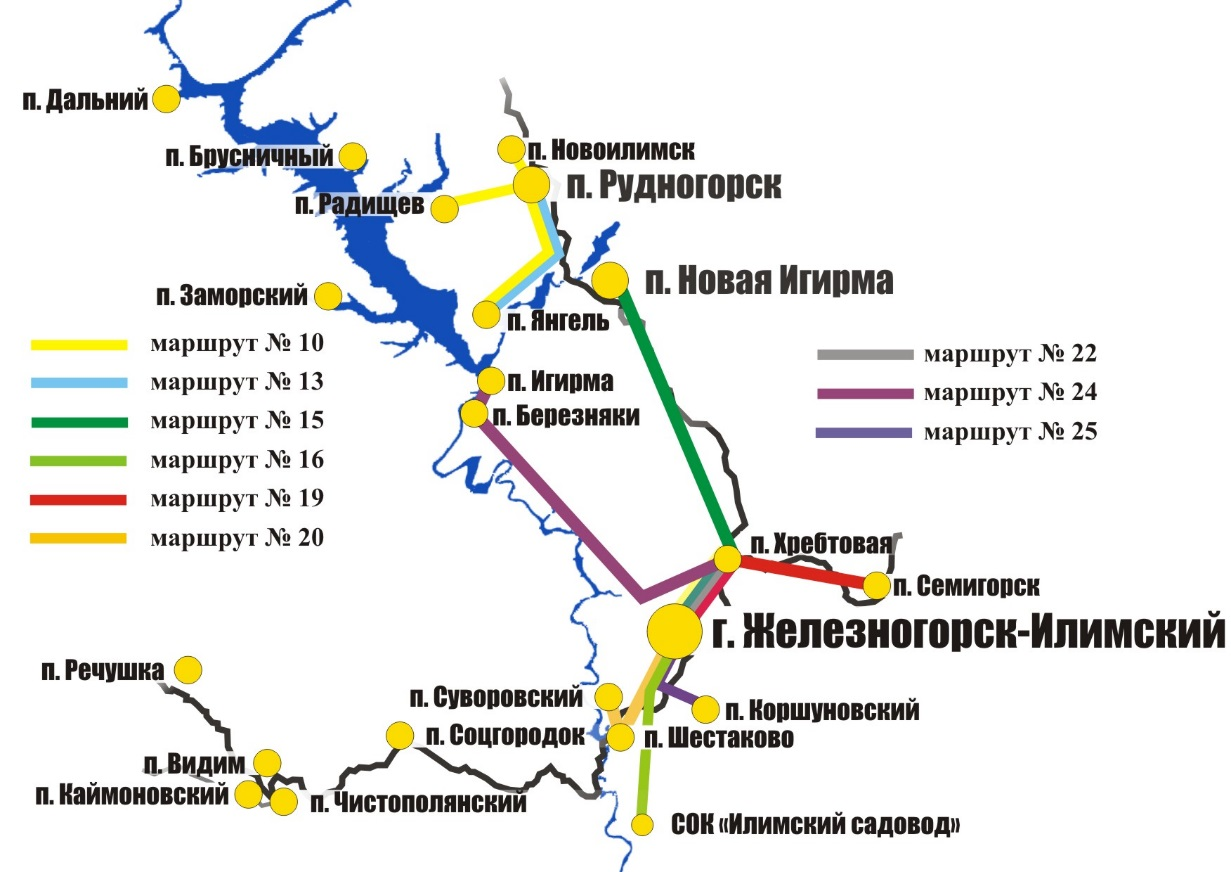 п. Дальний
п. Новоилимск
п. Брусничный
п. Рудногорск
п. Радищев
п. Новая Игирма
п. Заморский
п. Янгель
маршрут № 10
маршрут № 22
п. Игирма
маршрут № 13
маршрут № 24
п. Березняки
маршрут № 15
маршрут № 25
маршрут № 16
маршрут № 19
маршрут № 20
п. Хребтовая
п. Семигорск
г. Железногорск-Илимский
п. Речушка
п. Суворовский
п. Коршуновский
п. Соцгородок
п. Шестаково
п. Видим
п. Каймоновский
п. Чистополянский
СОК «Илимский садовод»